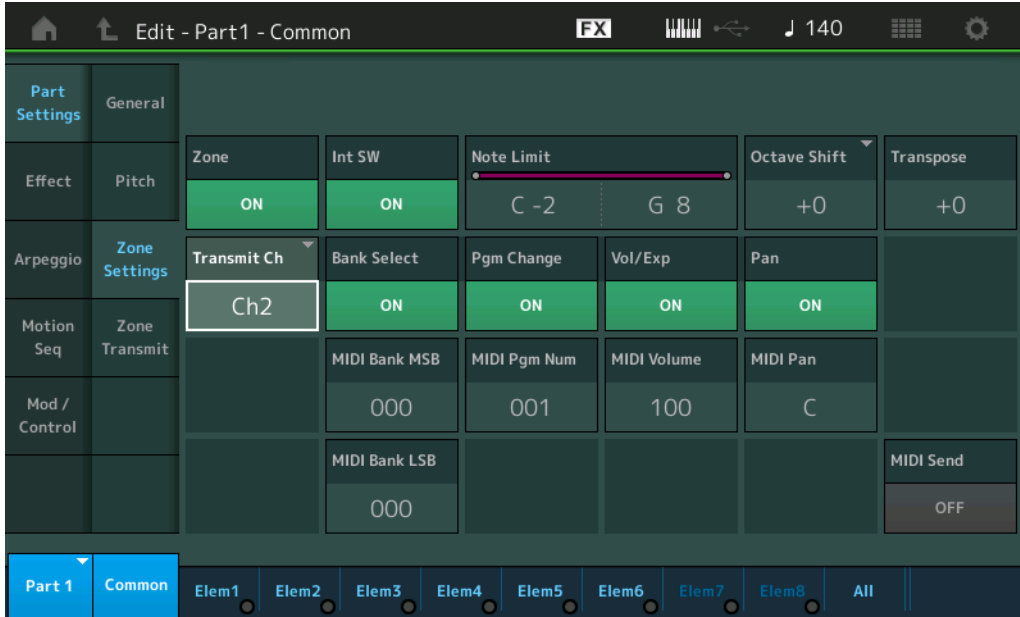 Edit - Part1 - Common FX ♩ 140
Part Settings
General
Effect
Pitch
Arpeggio
Zone Settings
Motion Seq
Zone Transmit
Mod / Control
Zone Int SW Note Limit Octave Shift Transpose
ON ON C -2 G 8 +0 +0
Transmit Ch Bank Select Pgm Change Vol/Exp Pan
Ch2 ON ON ON ON
MIDI Bank MSB MIDI Pgm Num MIDI Volume MIDI Pan
000 001 100 C
MIDI Bank LSB MIDI Send
000 OFF
Part 1 Common Elem1 Elem2 Elem3 Elem4 Elem5 Elem6 Elem7 Elem8 All